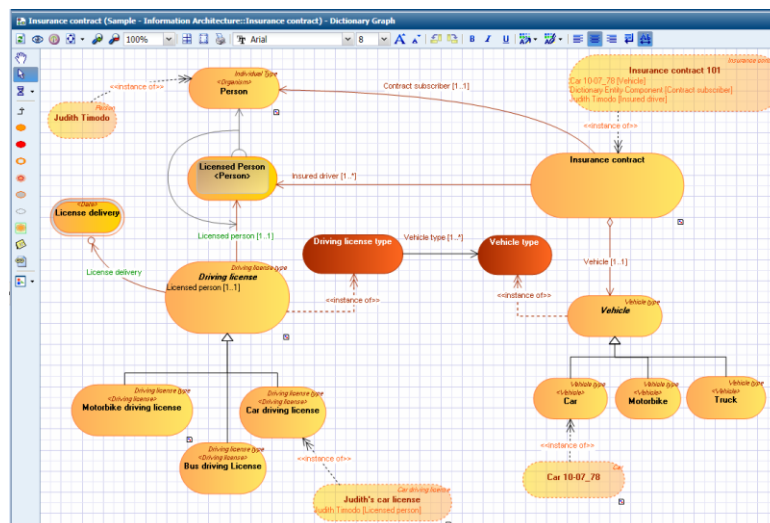 Insurance contract (Sample - Information Architecture::Insurance contract) - Dictionary Graph
100%
Arial
8
B
I
U
Individual Type
<Organism>
Person
Person
Judith Timodo
<<instance of>>
Contract subscriber [1..1]
Insurance contract 101
Car 10-07_78 [Vehicle]
Dictionary Entity Component [Contract subscriber]
Judith Timodo [Insured driver]
<<instance of>>
Licensed Person
<Person>
Insured driver [1..*]
Insurance contract
<Date>
License delivery
Licensed person [1..1]
Driving license type
Vehicle type [1..*]
Vehicle type
License delivery
Driving license type
Driving license
Licensed person [1..1]
<<instance of>>
<<instance of>>
Vehicle [1..1]
Vehicle type
Vehicle
Driving license type
<Driving license>
Motorbike driving license
Driving license type
<Driving license>
Car driving license
Driving license type
<Driving license>
Bus driving License
<<instance of>>
Car driving license
Judith's car license
Judith Timodo [Licensed person]
Vehicle type
<Vehicle>
Car
Vehicle type
<Vehicle>
Motorbike
Vehicle type
<Vehicle>
Truck
<<instance of>>
Car
Car 10-07_78